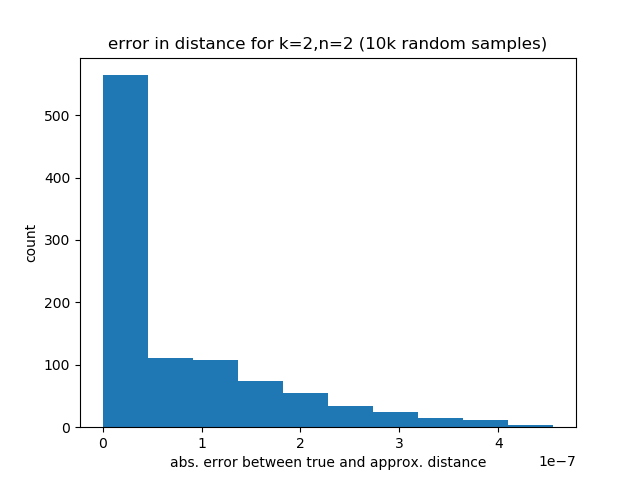 error in distance for k=2,n=2 (10k random samples)
500
400
300
200
100
0
count
0 1 2 3 4
1e−7
abs. error between true and approx. distance